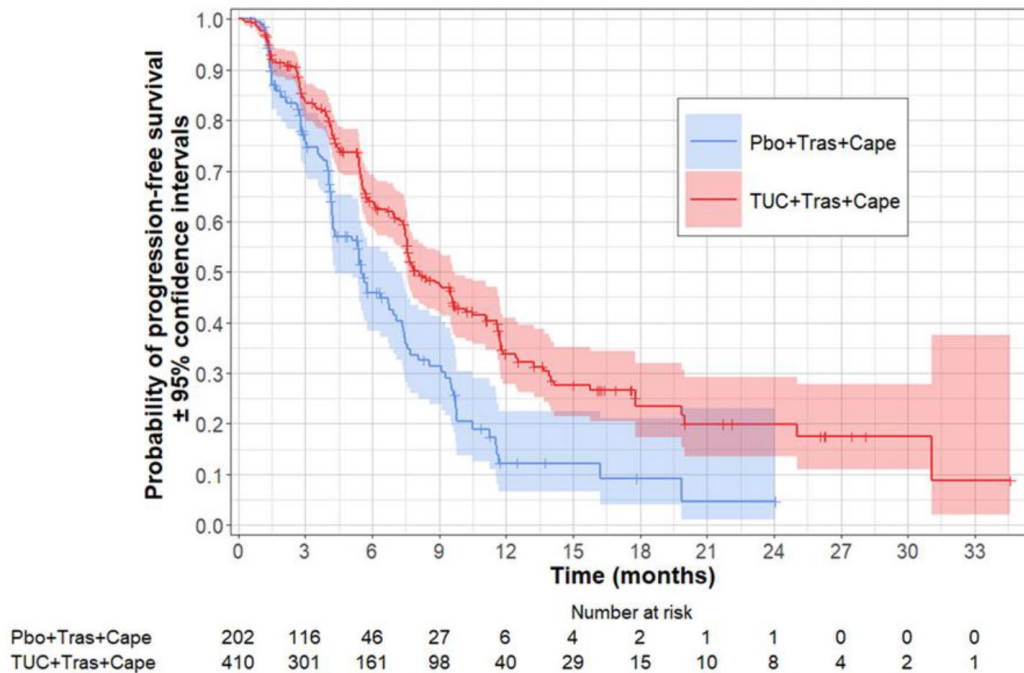 Probability of progression-free survival
± 95% confidence intervals
1.0
0.9
0.8
0.7
0.6
0.5
0.4
0.3
0.2
0.1
0.0
Pbo+Tras+Cape
TUC+Tras+Cape
0 3 6 9 12 15 18 21 24 27 30 33
Time (months)
Number at risk
Pbo+Tras+Cape 202 116 46 27 6 4 2 1 1 0 0 0
TUC+Tras+Cape 410 301 161 98 40 29 15 10 8 4 2 1